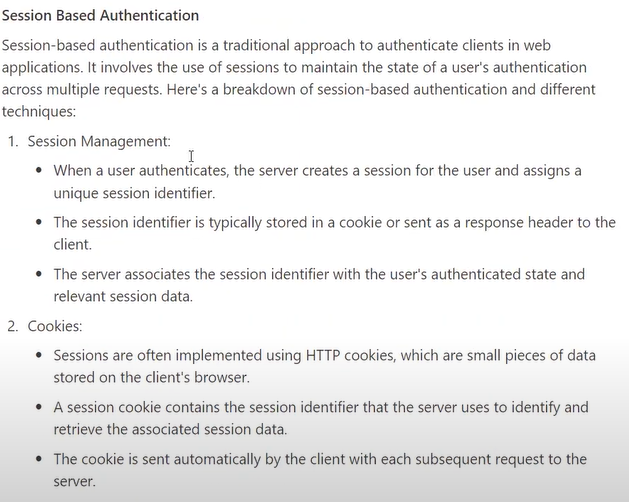 Session Based Authentication
Session-based authentication is a traditional approach to authenticate clients in web
applications. It involves the use of sessions to maintain the state of a user's authentication
across multiple requests. Here's a breakdown of session-based authentication and different
techniques:
1. Session Management:
• When a user authenticates, the server creates a session for the user and assigns a
unique session identifier.
• The session identifier is typically stored in a cookie or sent as a response header to the
client.
• The server associates the session identifier with the user's authenticated state and
relevant session data.
2. Cookies:
• Sessions are often implemented using HTTP cookies, which are small pieces of data
stored on the client's browser.
• A session cookie contains the session identifier that the server uses to identify and
retrieve the associated session data.
• The cookie is sent automatically by the client with each subsequent request to the
server.